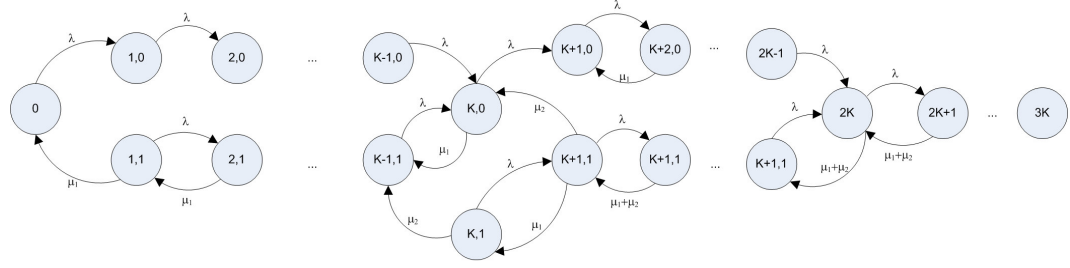 λ
λ
0
1,0
2,0
...
1,1
2,1
...
λ
μ₁
μ₁
K-1,0
λ
K,0
λ
K+1,0
λ
K+2,0
μ₁
...
K-1,1
λ
μ₁
μ₂
λ
K+1,1
λ
K+1,1
μ₁+μ₂
...
μ₂
K,1
μ₁
2K-1
λ
2K
λ
2K+1
...
3K
λ
K+1,1
μ₁+μ₂
μ₁+μ₂